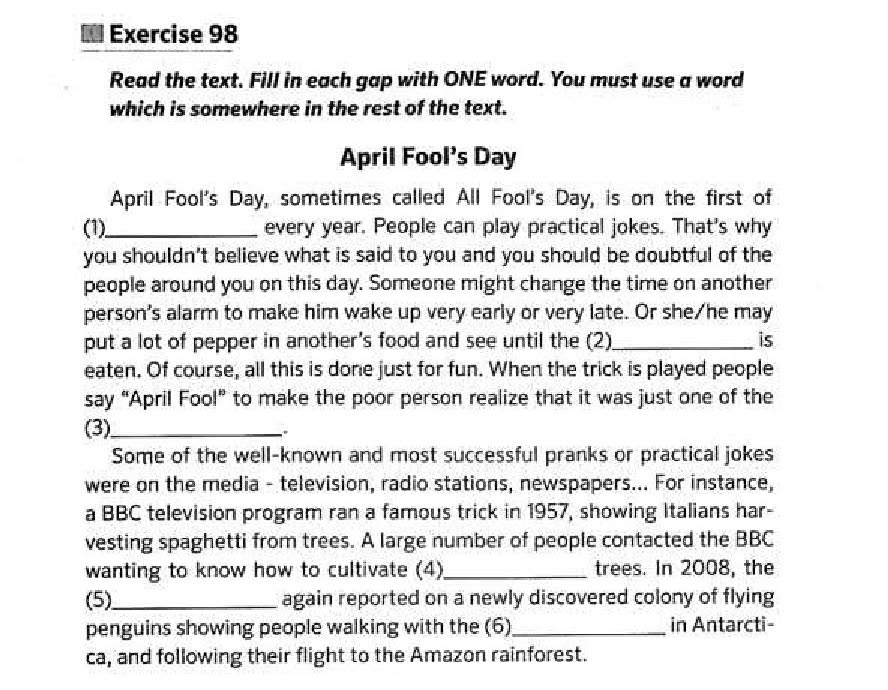 Exercise 98
Read the text. Fill in each gap with ONE word. You must use a word
which is somewhere in the rest of the text.
April Fool's Day
April Fool's Day, sometimes called All Fool's Day, is on the first of
(1)______________ every year. People can play practical jokes. That's why
you shouldn't believe what is said to you and you should be doubtful of the
people around you on this day. Someone might change the time on another
person's alarm to make him wake up very early or very late. Or she/he may
put a lot of pepper in another's food and see until the (2)______________ is
eaten. Of course, all this is done just for fun. When the trick is played people
say "April Fool" to make the poor person realize that it was just one of the
(3)________________.
Some of the well-known and most successful pranks or practical jokes
were on the media - television, radio stations, newspapers... For instance,
a BBC television program ran a famous trick in 1957, showing Italians har-
vesting spaghetti from trees. A large number of people contacted the BBC
wanting to know how to cultivate (4)______________ trees. In 2008, the
(5)________________ again reported on a newly discovered colony of flying
penguins showing people walking with the (6)______________ in Antarcti-
ca, and following their flight to the Amazon rainforest.